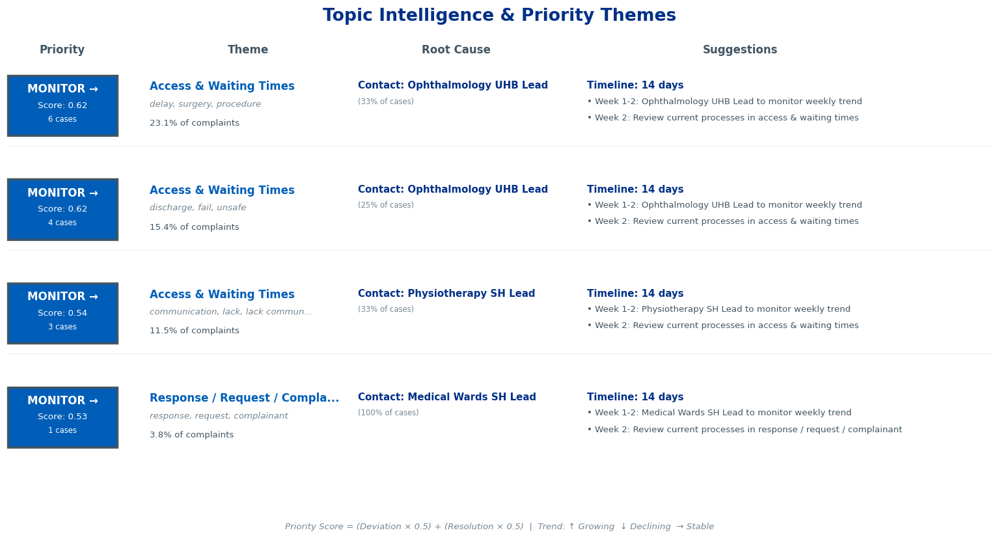 Topic Intelligence & Priority Themes
Priority Theme Root Cause Suggestions
MONITOR →
Score: 0.62
6 cases
Access & Waiting Times
delay, surgery, procedure
23.1% of complaints
Contact: Ophthalmology UHB Lead
(33% of cases)
Timeline: 14 days
• Week 1-2: Ophthalmology UHB Lead to monitor weekly trend
• Week 2: Review current processes in access & waiting times
MONITOR →
Score: 0.62
4 cases
Access & Waiting Times
discharge, fail, unsafe
15.4% of complaints
Contact: Ophthalmology UHB Lead
(25% of cases)
Timeline: 14 days
• Week 1-2: Ophthalmology UHB Lead to monitor weekly trend
• Week 2: Review current processes in access & waiting times
MONITOR →
Score: 0.54
3 cases
Access & Waiting Times
communication, lack, lack commun...
11.5% of complaints
Contact: Physiotherapy SH Lead
(33% of cases)
Timeline: 14 days
• Week 1-2: Physiotherapy SH Lead to monitor weekly trend
• Week 2: Review current processes in access & waiting times
MONITOR →
Score: 0.53
1 cases
Response / Request / Compla...
response, request, complainant
3.8% of complaints
Contact: Medical Wards SH Lead
(100% of cases)
Timeline: 14 days
• Week 1-2: Medical Wards SH Lead to monitor weekly trend
• Week 2: Review current processes in response / request / complainant
Priority Score = (Deviation × 0.5) + (Resolution × 0.5) | Trend: ↑ Growing ↓ Declining → Stable